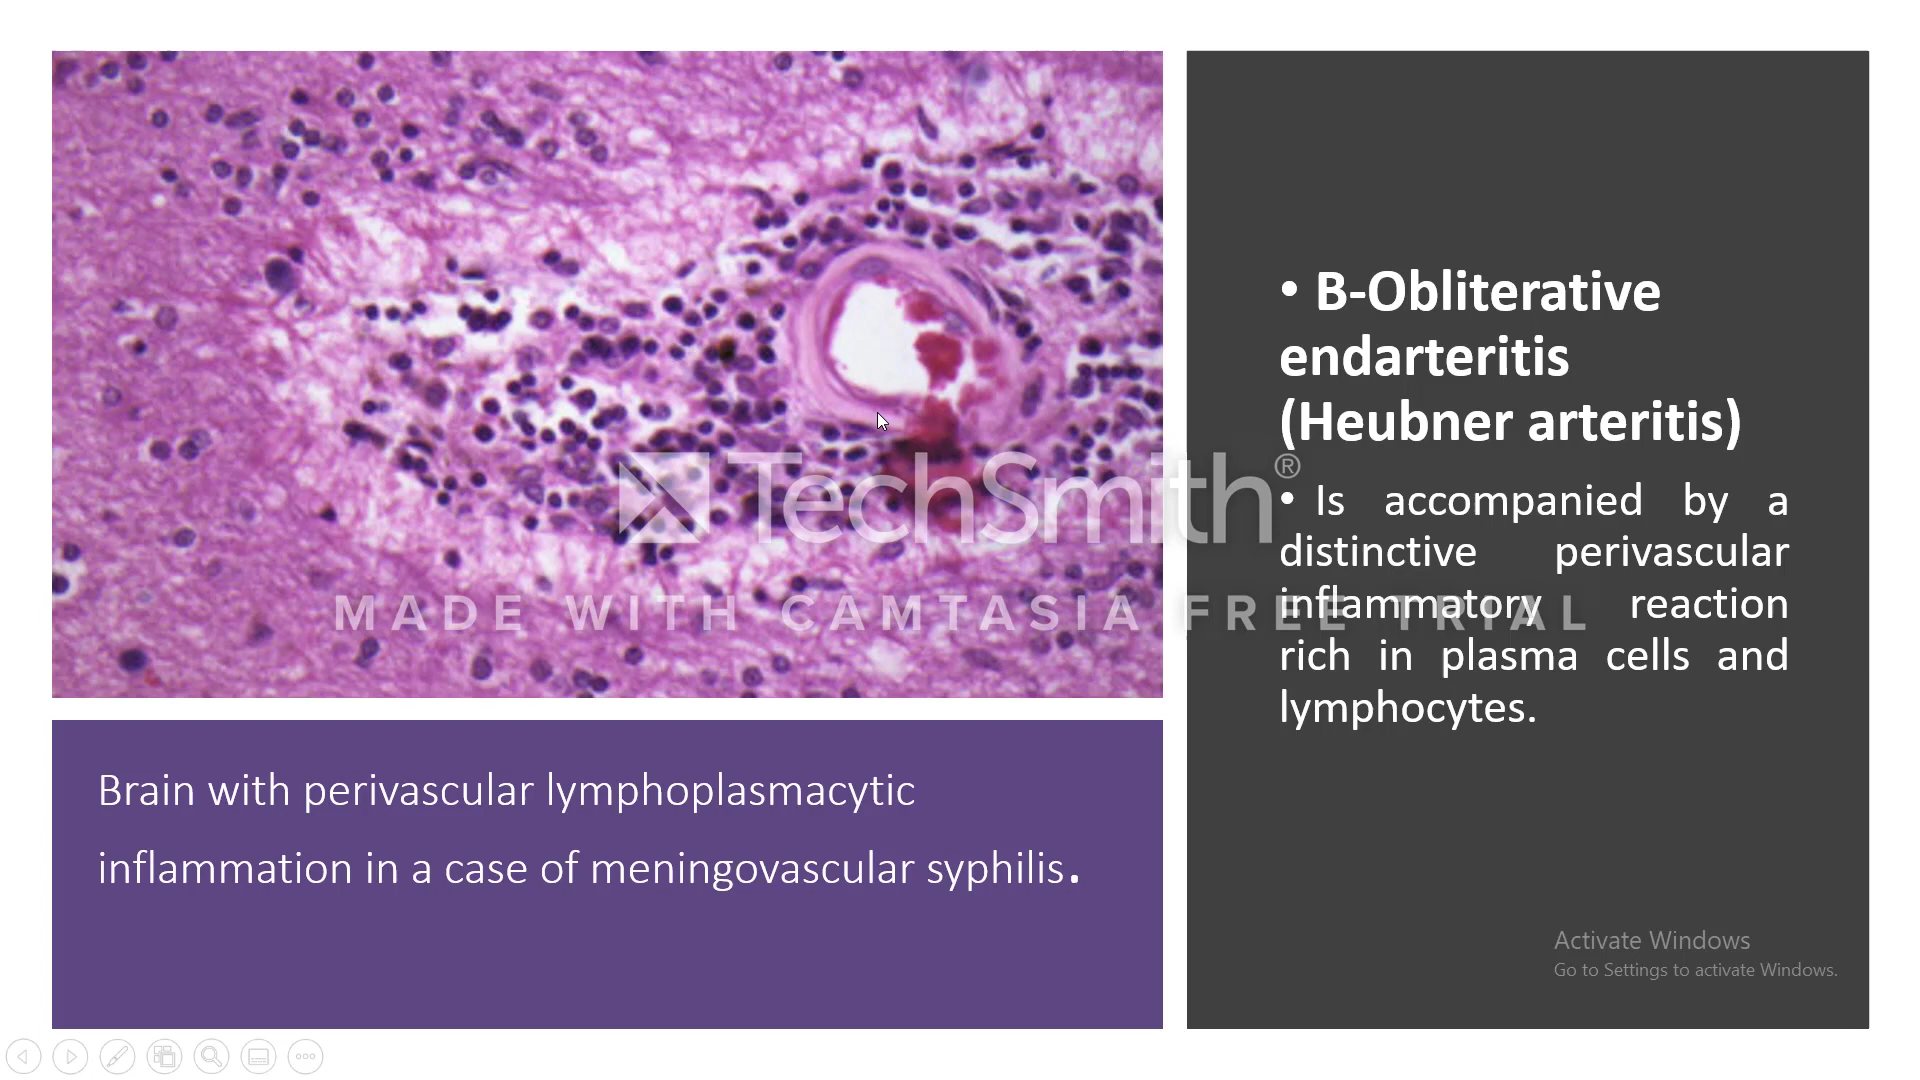 • B-Obliterative
endarteritis
(Heubner arteritis)
• Is accompanied by a
distinctive perivascular
inflammatory reaction
rich in plasma cells and
lymphocytes.
Brain with perivascular lymphoplasmacytic
inflammation in a case of meningovascular syphilis.
TechSmith®
MADE WITH CAMTASIA FREE TRIAL
Activate Windows
Go to Settings to activate Windows.